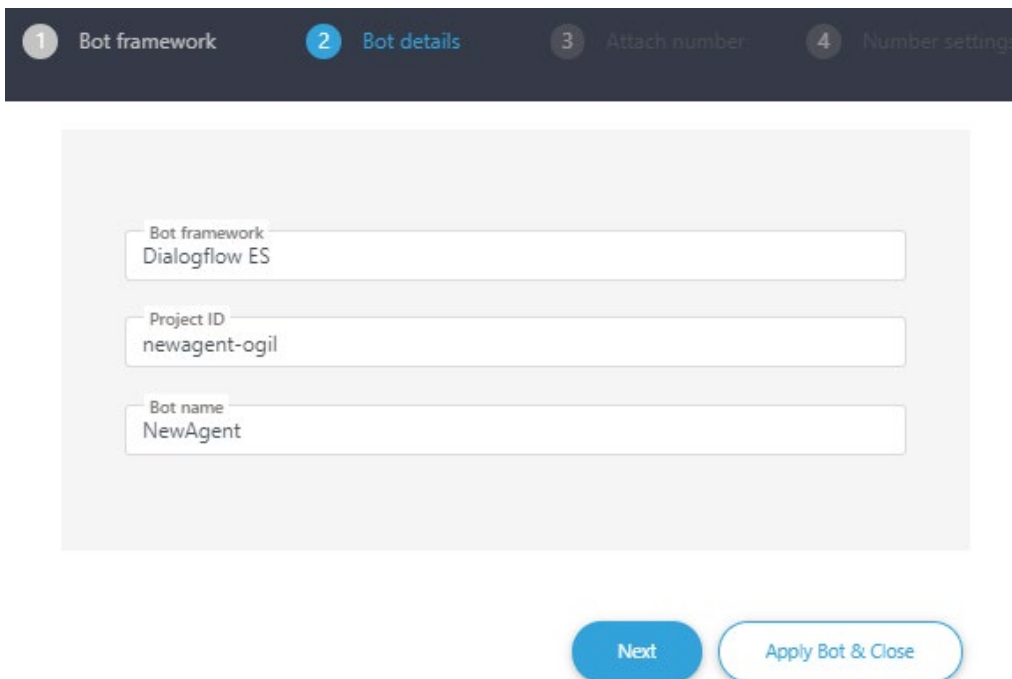 1 Bot framework 2 Bot details 3 Attach number 4 Number settings
Bot framework
Dialogflow ES
Project ID
newagent-ogil
Bot name
NewAgent
Next Apply Bot & Close